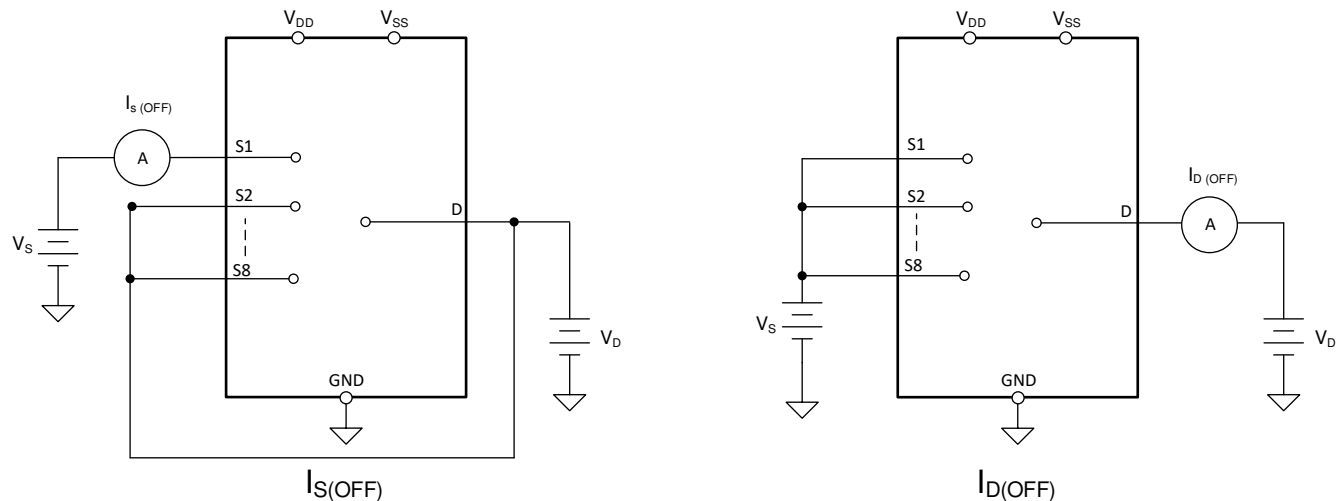 VDD VSS
Is (OFF)
A
S1
S2
D
VS
S8
VD
GND
IS(OFF)
VDD VSS
S1
ID (OFF)
S2
D
A
S8
VS
VD
GND
ID(OFF)